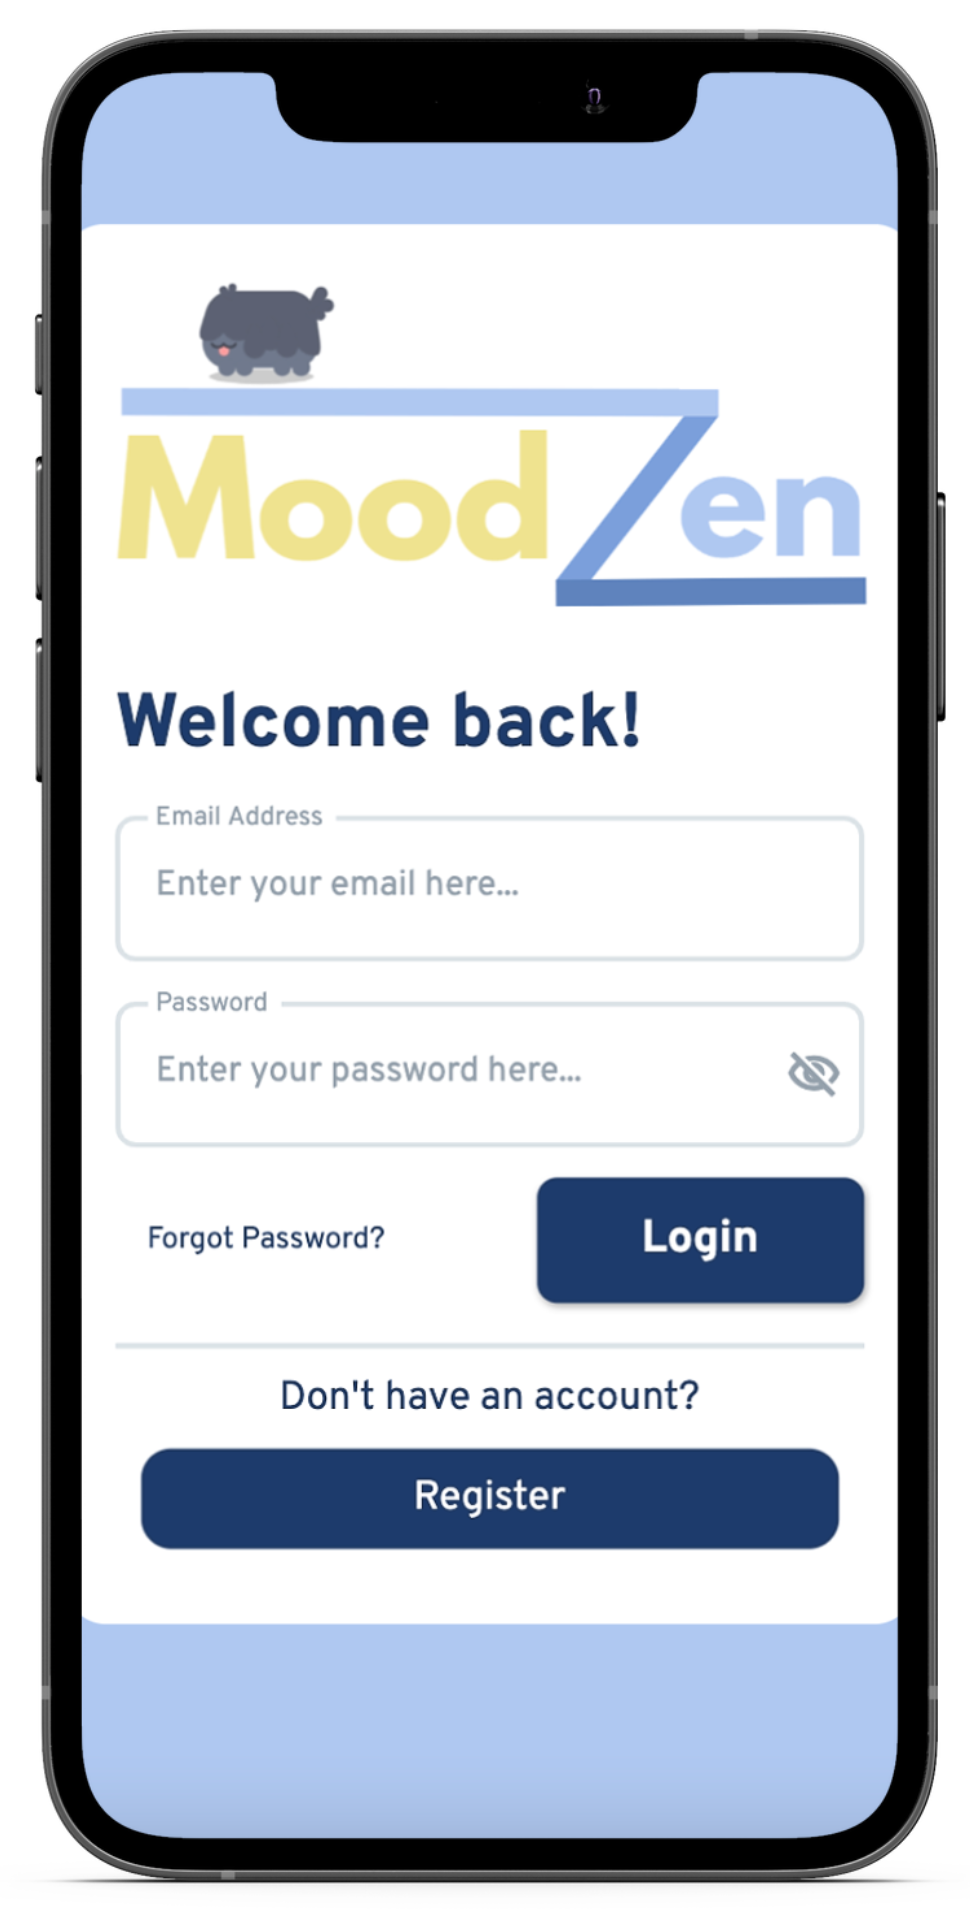 MoodZen
Welcome back!
Email Address
Enter your email here...
Password
Enter your password here...
Forgot Password?
Login
Don't have an account?
Register